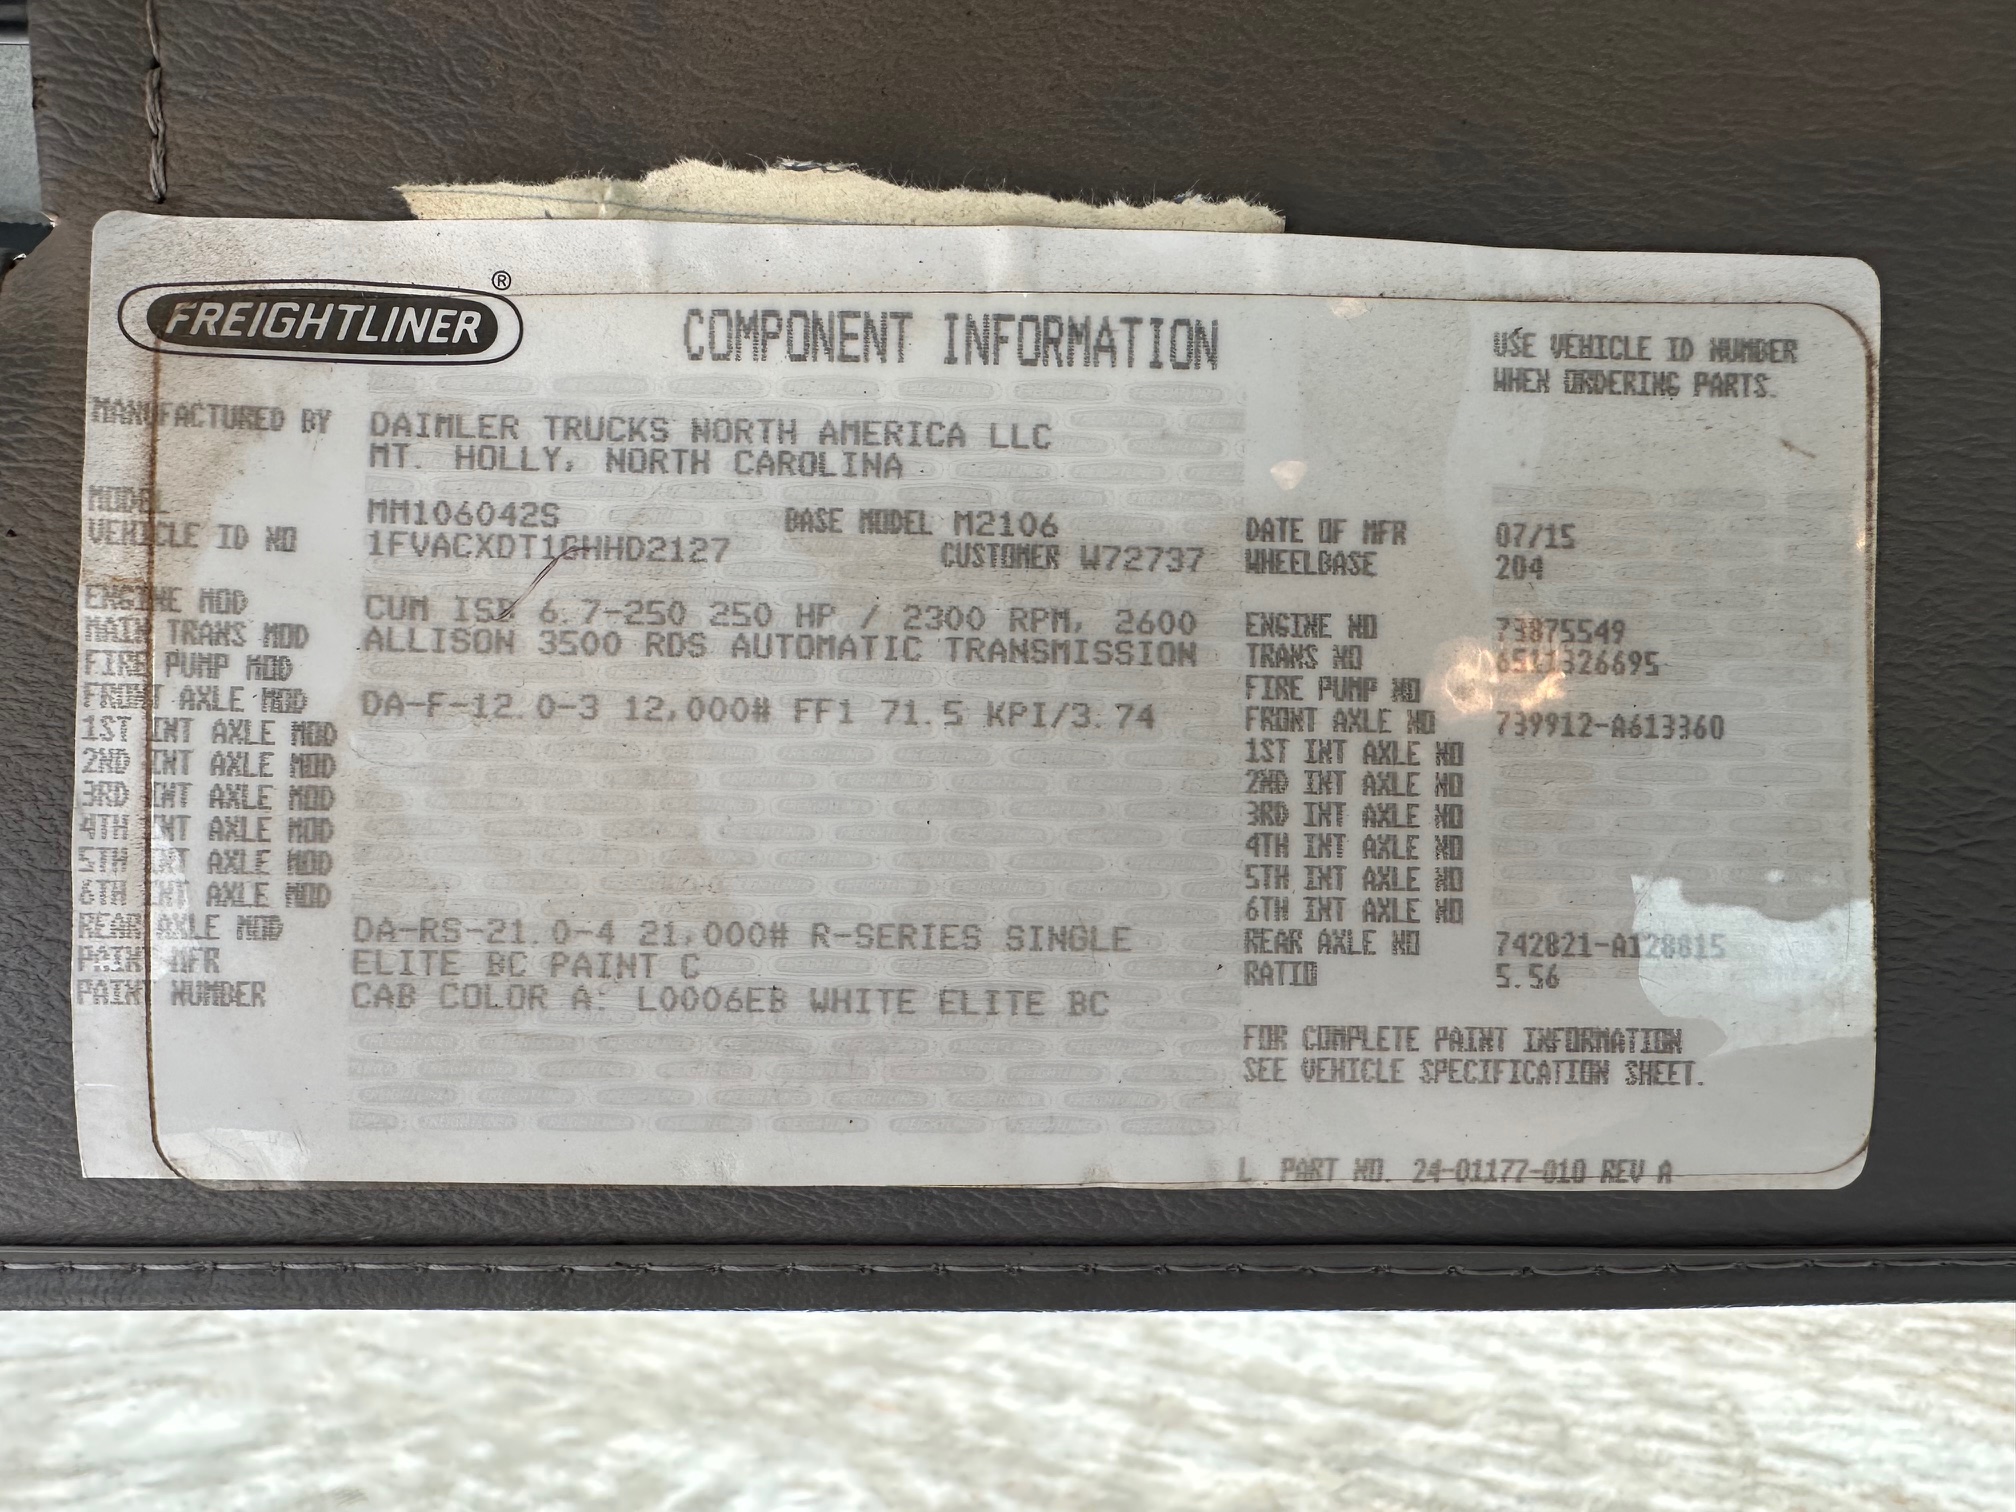 FREIGHTLINER ®
COMPONENT INFORMATION
USE VEHICLE ID NUMBER
WHEN ORDERING PARTS.
MANUFACTURED BY DAIMLER TRUCKS NORTH AMERICA LLC
MT. HOLLY, NORTH CAROLINA
MODEL MM106042S BASE MODEL M2106 DATE OF MFR 07/15
VEHICLE ID NO 1FVACXDT1GHHD2127 CUSTOMER W72737 WHEELBASE 204
ENGINE MOD CUM ISB 6.7-250 250 HP / 2300 RPM, 2600 ENGINE NO 73875549
MAIN TRANS MOD ALLISON 3500 RDS AUTOMATIC TRANSMISSION TRANS NO 6511326695
FIRE PUMP MOD FIRE PUMP NO
FRONT AXLE MOD DA-F-12.0-3 12,000# FF1 71.5 KPI/3.74 FRONT AXLE NO 739912-A613360
1ST INT AXLE MOD 1ST INT AXLE NO
2ND INT AXLE MOD 2ND INT AXLE NO
3RD INT AXLE MOD 3RD INT AXLE NO
4TH INT AXLE MOD 4TH INT AXLE NO
5TH INT AXLE MOD 5TH INT AXLE NO
6TH INT AXLE MOD 6TH INT AXLE NO
REAR AXLE MOD DA-RS-21.0-4 21,000# R-SERIES SINGLE REAR AXLE NO 742821-A128815
PAINT MFR ELITE BC PAINT C RATIO 5.56
PAINT NUMBER CAB COLOR A: L0006EB WHITE ELITE BC
FOR COMPLETE PAINT INFORMATION
SEE VEHICLE SPECIFICATION SHEET.
L PART NO. 24-01177-010 REV A